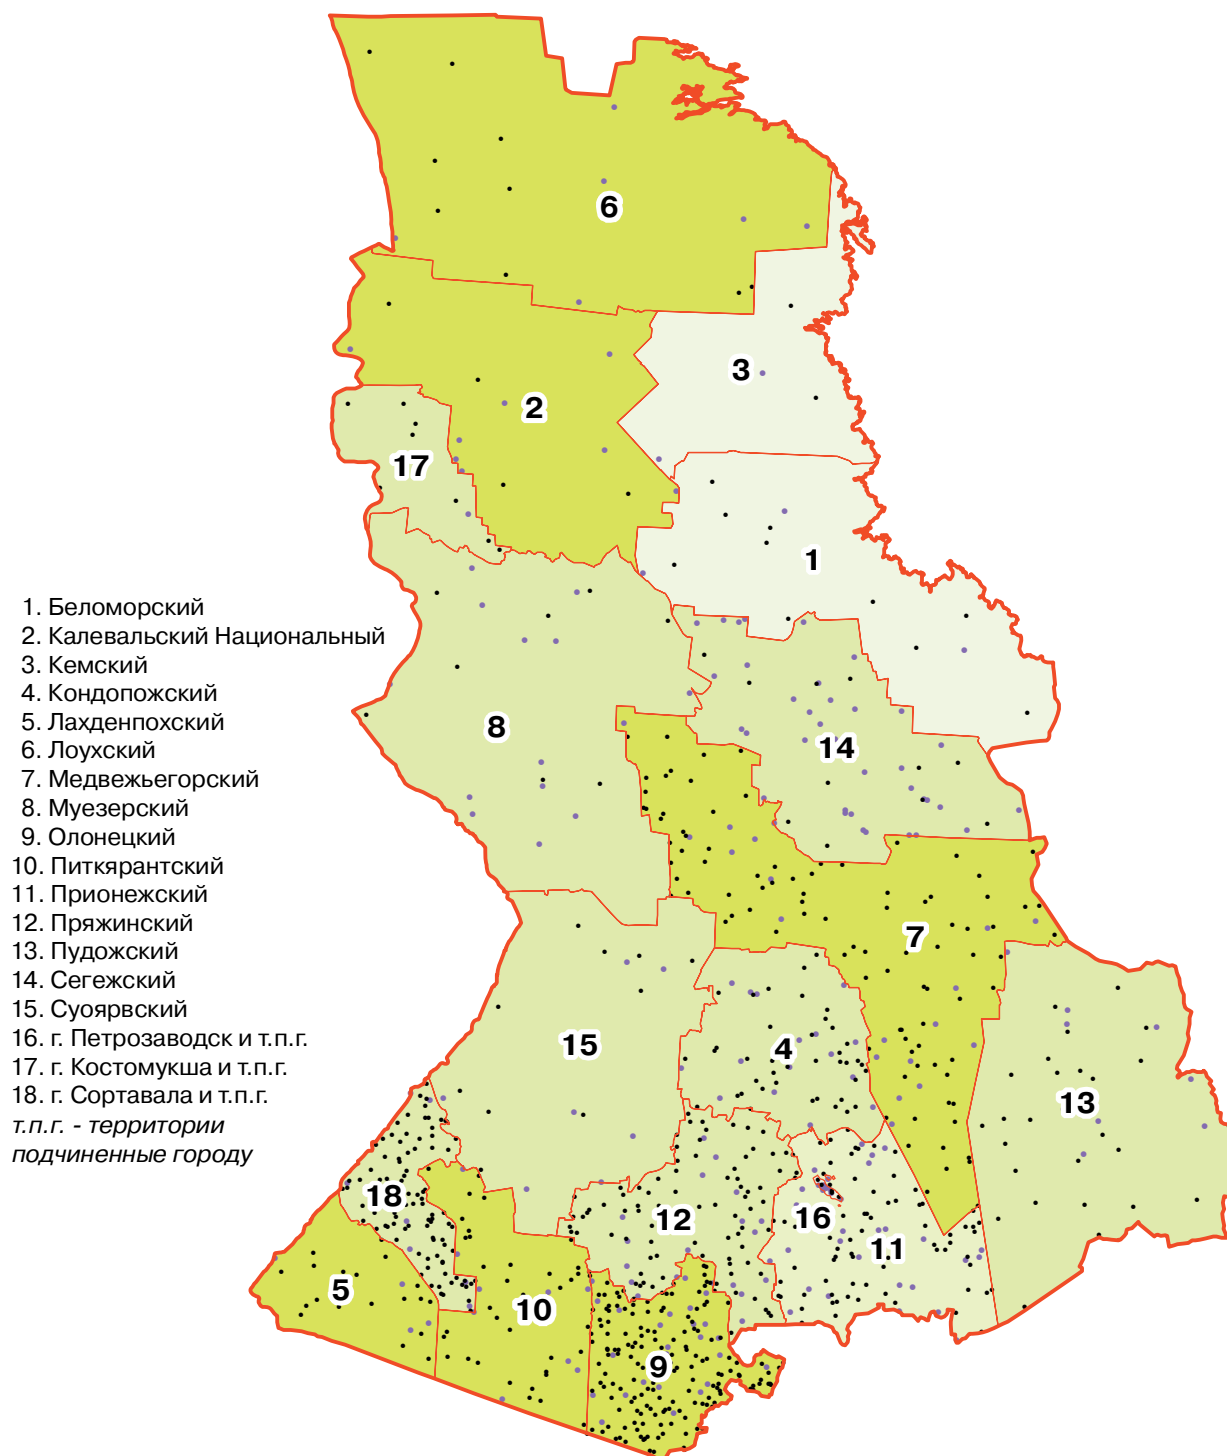 6
3
2
17
1
1. Беломорский
2. Калевальский Национальный
3. Кемский
4. Кондопожский
5. Лахденпохский
6. Лоухский
7. Медвежьегорский
8. Муезерский
9. Олонецкий
10. Питкярантский
11. Прионежский
12. Пряжинский
13. Пудожский
14. Сегежский
15. Суоярвский
16. г. Петрозаводск и т.п.г.
17. г. Костомукша и т.п.г.
18. г. Сортавала и т.п.г.
т.п.г. - территории
подчиненные городу
8
14
7
15
4
13
18
12
16
11
5
10
9